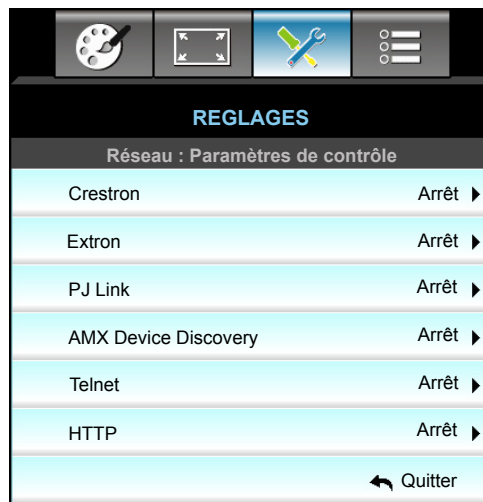 REGLAGES
Réseau : Paramètres de contrôle
Crestron Arrêt
Extron Arrêt
PJ Link Arrêt
AMX Device Discovery Arrêt
Telnet Arrêt
HTTP Arrêt
Quitter